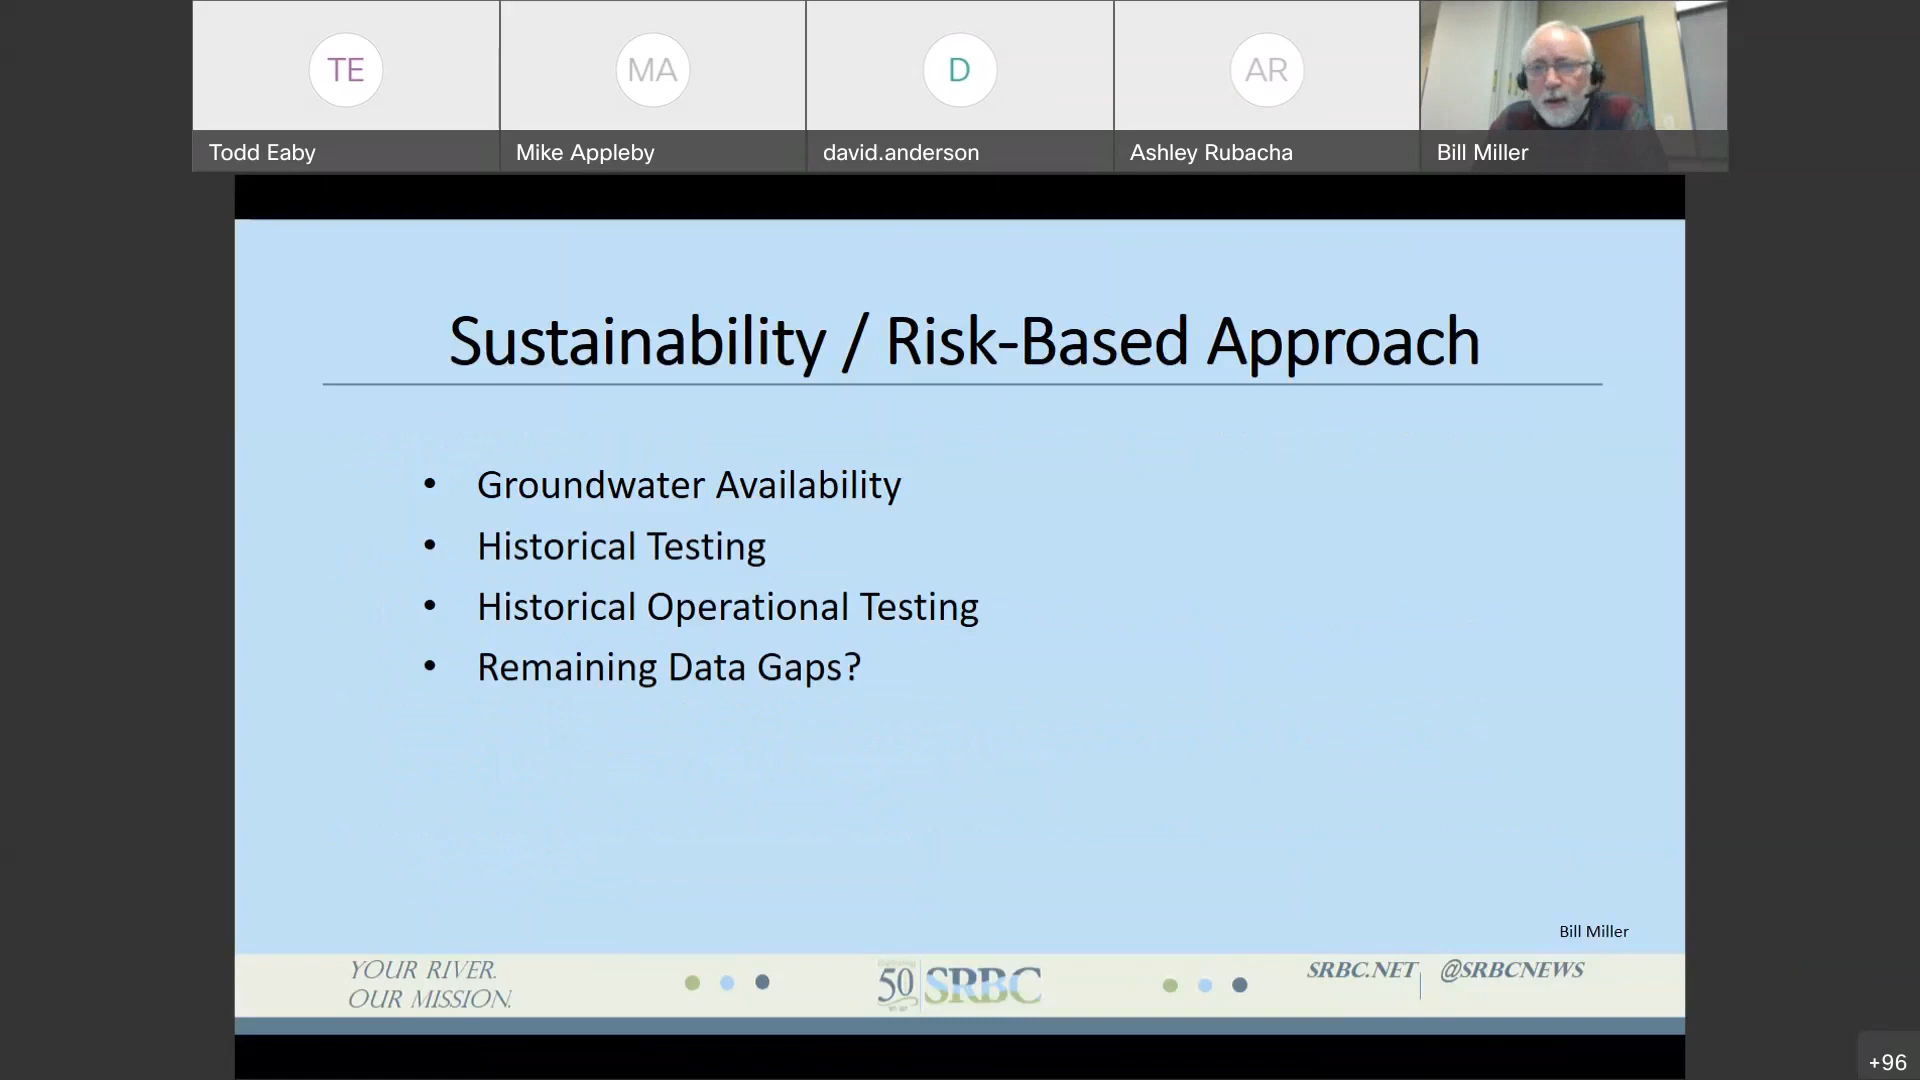 TE
MA
D
AR
Todd Eaby
Mike Appleby
david.anderson
Ashley Rubacha
Bill Miller
Sustainability / Risk-Based Approach
• Groundwater Availability
• Historical Testing
• Historical Operational Testing
• Remaining Data Gaps?
Bill Miller
YOUR RIVER.
OUR MISSION.
50 SRBC
SRBC.NET
@SRBCNEWS
+96